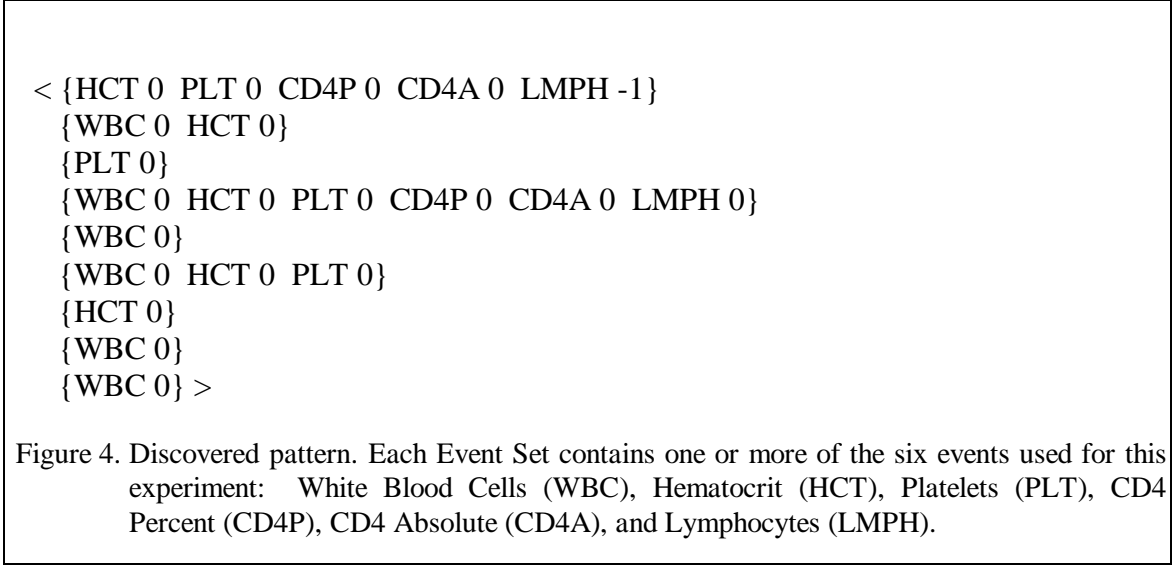 < {HCT 0 PLT 0 CD4P 0 CD4A 0 LMPH -1}
{WBC 0 HCT 0}
{PLT 0}
{WBC 0 HCT 0 PLT 0 CD4P 0 CD4A 0 LMPH 0}
{WBC 0}
{WBC 0 HCT 0 PLT 0}
{HCT 0}
{WBC 0}
{WBC 0} >
Figure 4. Discovered pattern. Each Event Set contains one or more of the six events used for this
experiment: White Blood Cells (WBC), Hematocrit (HCT), Platelets (PLT), CD4
Percent (CD4P), CD4 Absolute (CD4A), and Lymphocytes (LMPH).